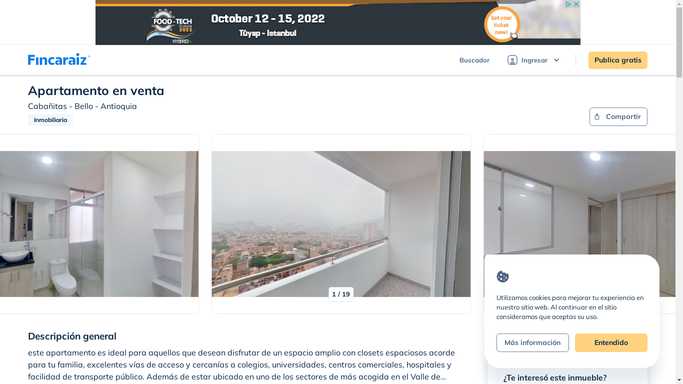 FOOD-TECH
October 12 - 15, 2022
Tüyap - Istanbul
Get your
ticket
now!
Fincaraiz
Buscador
Ingresar
Publica gratis
Apartamento en venta
Cabañitas - Bello - Antioquia
Inmobiliaria
Compartir
1 / 19
Utilizamos cookies para mejorar tu experiencia en
nuestro sitio web. Al continuar en el sitio
consideramos que aceptas su uso.
Más información
Entendido
Descripción general
este apartamento es ideal para aquellos que desean disfrutar de un espacio amplio con closets espaciosos acorde
para tu familia, excelentes vías de acceso y cercanías a colegios, universidades, centros comerciales, hospitales y
facilidad de transporte público. Además de estar ubicado en uno de los sectores de más acogida en el Valle de...
¿Te interesó este inmueble?